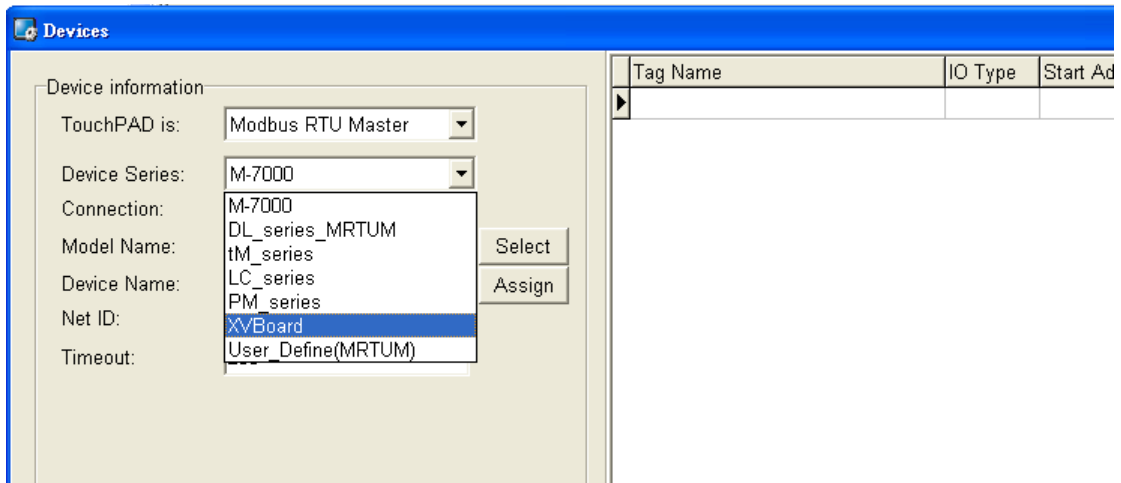 Devices
Tag Name IO Type Start Ad
Device information
TouchPAD is: Modbus RTU Master
Device Series: M-7000
Connection: M-7000
DL_series_MRTUM
Model Name: tM_series Select
LC_series
Device Name: PM_series Assign
Net ID: XVBoard
Timeout: User_Define(MRTUM)